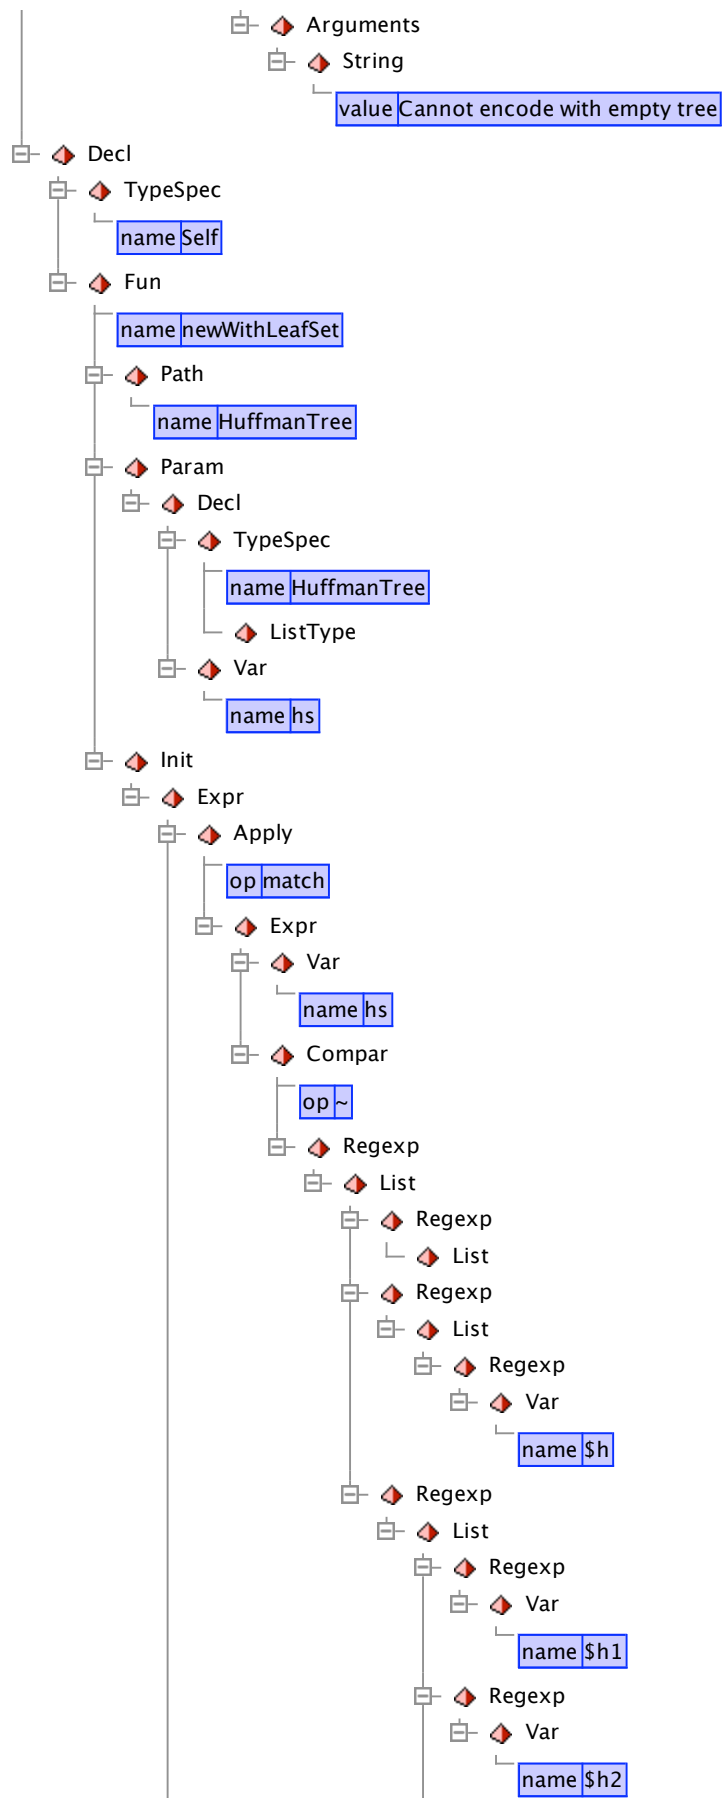 Arguments
String
value Cannot encode with empty tree
Decl
TypeSpec
name Self
Fun
name newWithLeafSet
Path
name HuffmanTree
Param
Decl
TypeSpec
name HuffmanTree
ListType
Var
name hs
Init
Expr
Apply
op match
Expr
Var
name hs
Compar
op ~
Regexp
List
Regexp
List
Regexp
List
Regexp
Var
name $h
Regexp
List
Regexp
Var
name $h1
Regexp
Var
name $h2